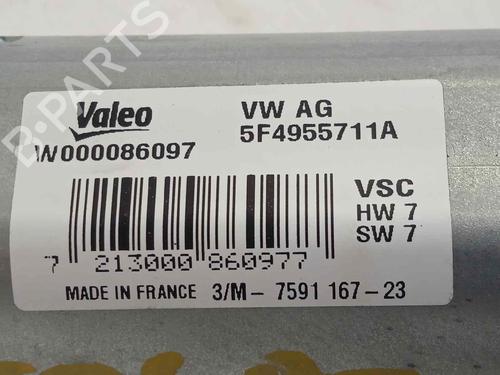 B-PARTS
Valeo
VW AG
W000086097
5F4955711A
VSC
HW 7
SW 7
7 213000 860977
MADE IN FRANCE 3/M- 7591 167-23